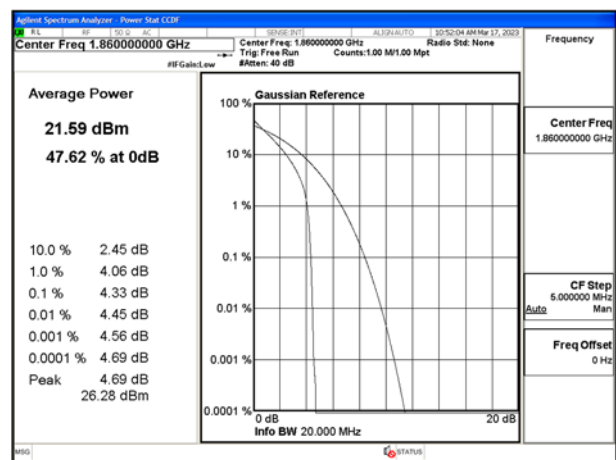 Agilent Spectrum Analyzer - Power Stat CCDF
RL RF 50 Ω AC SENSE:INT ALIGN AUTO 10:52:04 AM Mar 17, 2023
Center Freq 1.860000000 GHz
Center Freq: 1.860000000 GHz Radio Std: None
Trig: Free Run Counts:1.00 M/1.00 Mpt
#IFGain:Low #Atten: 40 dB
Frequency
Average Power
21.59 dBm
47.62 % at 0dB
10.0 % 2.45 dB
1.0 % 4.06 dB
0.1 % 4.33 dB
0.01 % 4.45 dB
0.001 % 4.56 dB
0.0001 % 4.69 dB
Peak 4.69 dB
26.28 dBm
Gaussian Reference
100 %
10 %
1 %
0.1 %
0.01 %
0.001 %
0.0001 %
0 dB 20 dB
Info BW 20.000 MHz
Center Freq
1.860000000 GHz
CF Step
5.000000 MHz
Auto Man
Freq Offset
0 Hz
MSG STATUS